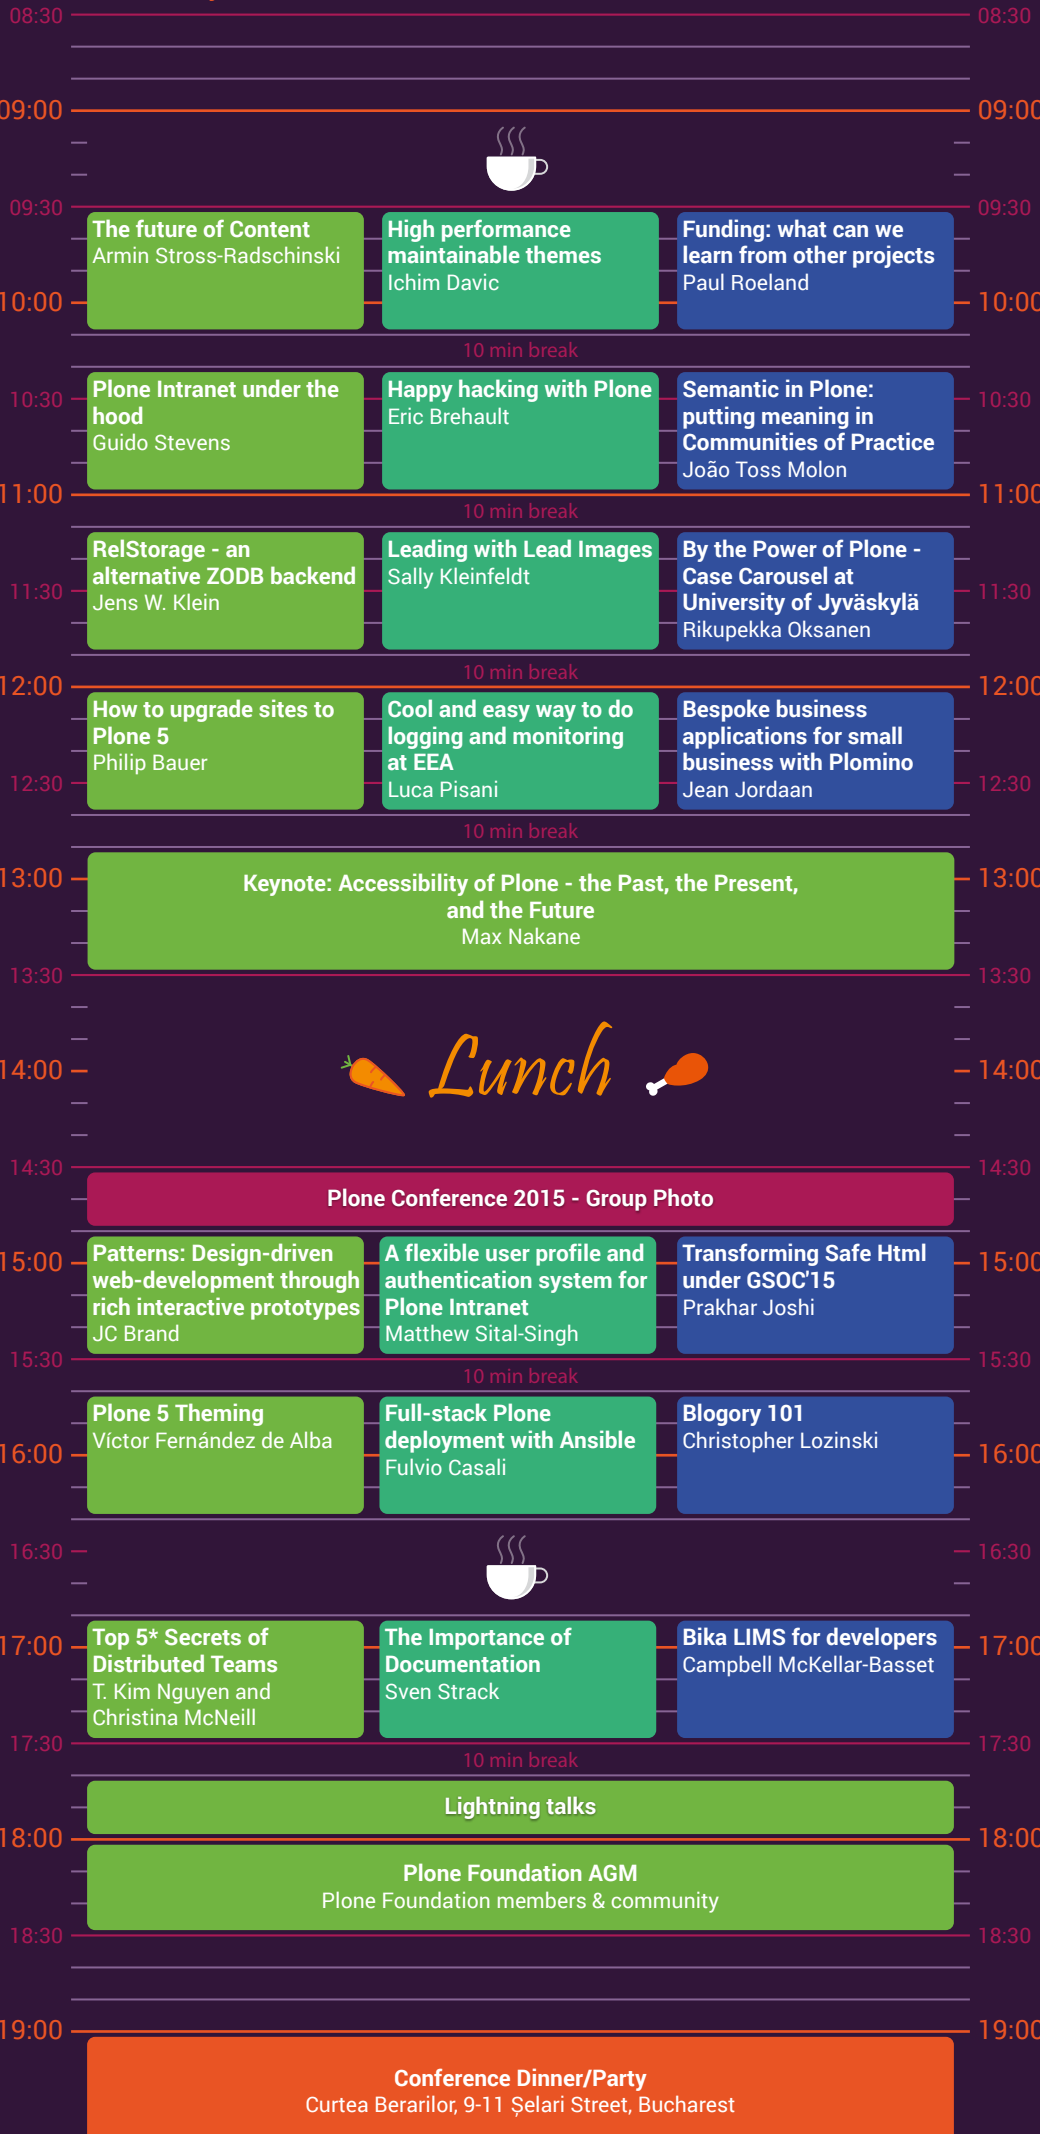 08:30 08:30
09:00 09:00
09:30 09:30
The future of Content
Armin Stross-Radschinski
High performance
maintainable themes
Ichim Davic
Funding: what can we
learn from other projects
Paul Roeland
10:00 10:00
10 min break
Plone Intranet under the
hood
Guido Stevens
Happy hacking with Plone
Eric Brehault
Semantic in Plone:
putting meaning in
Communities of Practice
João Toss Molon
10:30 10:30
11:00 11:00
10 min break
RelStorage - an
alternative ZODB backend
Jens W. Klein
Leading with Lead Images
Sally Kleinfeldt
By the Power of Plone -
Case Carousel at
University of Jyväskylä
Rikupekka Oksanen
11:30 11:30
10 min break
12:00 12:00
How to upgrade sites to
Plone 5
Philip Bauer
Cool and easy way to do
logging and monitoring
at EEA
Luca Pisani
Bespoke business
applications for small
business with Plomino
Jean Jordaan
12:30 12:30
10 min break
13:00 13:00
Keynote: Accessibility of Plone - the Past, the Present,
and the Future
Max Nakane
13:30 13:30
Lunch
14:00 14:00
14:30 14:30
Plone Conference 2015 - Group Photo
15:00 15:00
Patterns: Design-driven
web-development through
rich interactive prototypes
JC Brand
A flexible user profile and
authentication system for
Plone Intranet
Matthew Sital-Singh
Transforming Safe Html
under GSOC'15
Prakhar Joshi
15:30 15:30
10 min break
Plone 5 Theming
Víctor Fernández de Alba
Full-stack Plone
deployment with Ansible
Fulvio Casali
Blogory 101
Christopher Lozinski
16:00 16:00
16:30 16:30
17:00 17:00
Top 5* Secrets of
Distributed Teams
T. Kim Nguyen and
Christina McNeill
The Importance of
Documentation
Sven Strack
Bika LIMS for developers
Campbell McKellar-Basset
17:30 17:30
10 min break
Lightning talks
18:00 18:00
Plone Foundation AGM
Plone Foundation members & community
18:30 18:30
19:00 19:00
Conference Dinner/Party
Curtea Berarilor, 9-11 Șelari Street, Bucharest